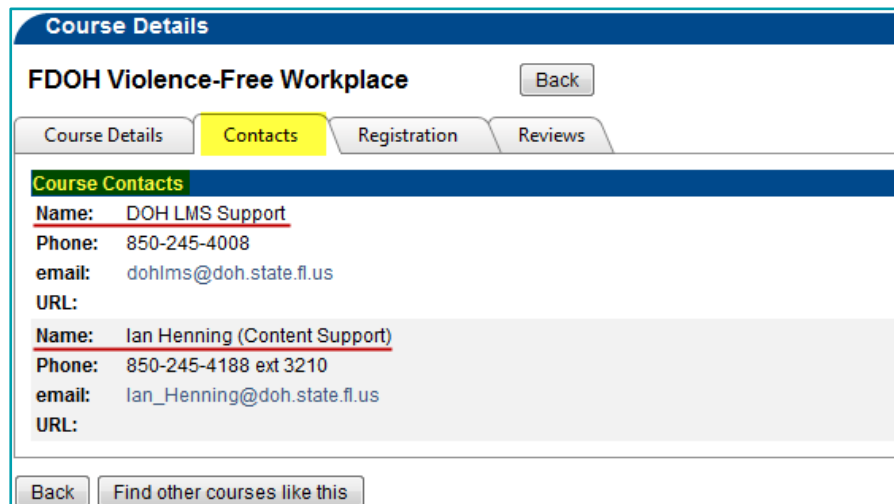 Course Details
FDOH Violence-Free Workplace Back
Course Details Contacts Registration Reviews
Course Contacts
Name: DOH LMS Support
Phone: 850-245-4008
email: dohlms@doh.state.fl.us
URL:
Name: Ian Henning (Content Support)
Phone: 850-245-4188 ext 3210
email: Ian_Henning@doh.state.fl.us
URL:
Back Find other courses like this